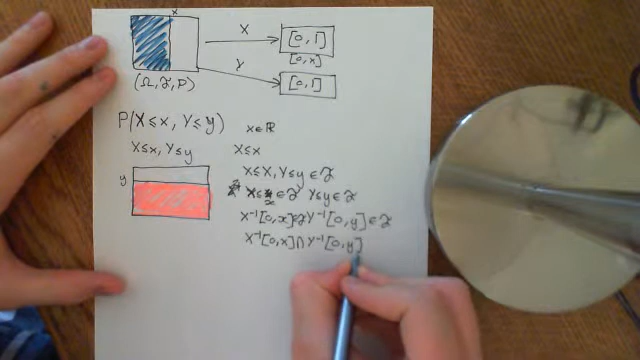 x
X [0,1]
[0,x]
Y [0,1]
(Ω, ℱ, P)
P(X≤x, Y≤y) x∈ℝ
X≤x, Y≤y X≤x
y X≤x, Y≤y ∈ ℱ
X≤x ∈ ℱ Y≤y ∈ ℱ
X⁻¹[0,x]∈ℱ Y⁻¹[0,y] ∈ ℱ
X⁻¹[0,x] ∩ Y⁻¹[0,y]